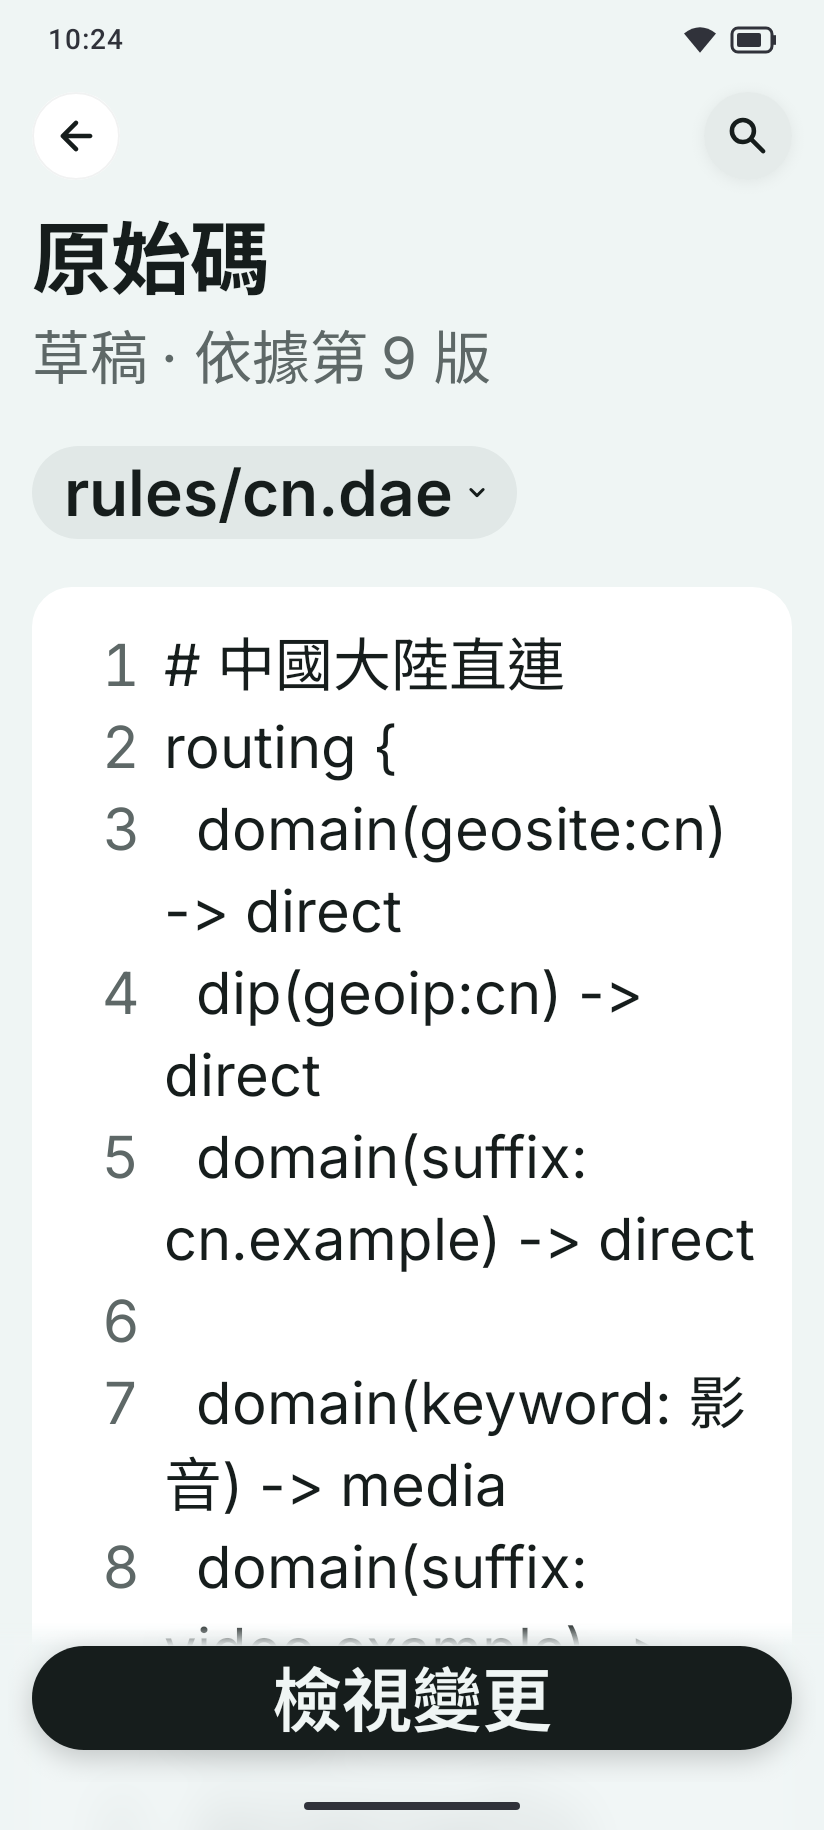 10:24
原始碼
草稿 · 依據第 9 版
rules/cn.dae
1 # 中國大陸直連
2 routing {
3 domain(geosite:cn)
-> direct
4 dip(geoip:cn) ->
direct
5 domain(suffix:
cn.example) -> direct
6
7 domain(keyword: 影
音) -> media
8 domain(suffix:
檢視變更